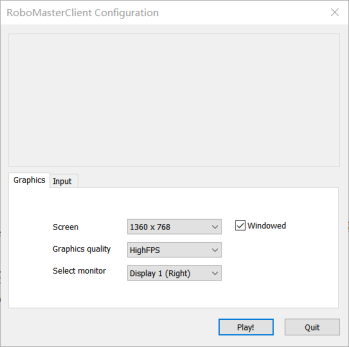 RoboMasterClient Configuration
Graphics Input
Screen 1360 x 768 Windowed
Graphics quality HighFPS
Select monitor Display 1 (Right)
Play! Quit